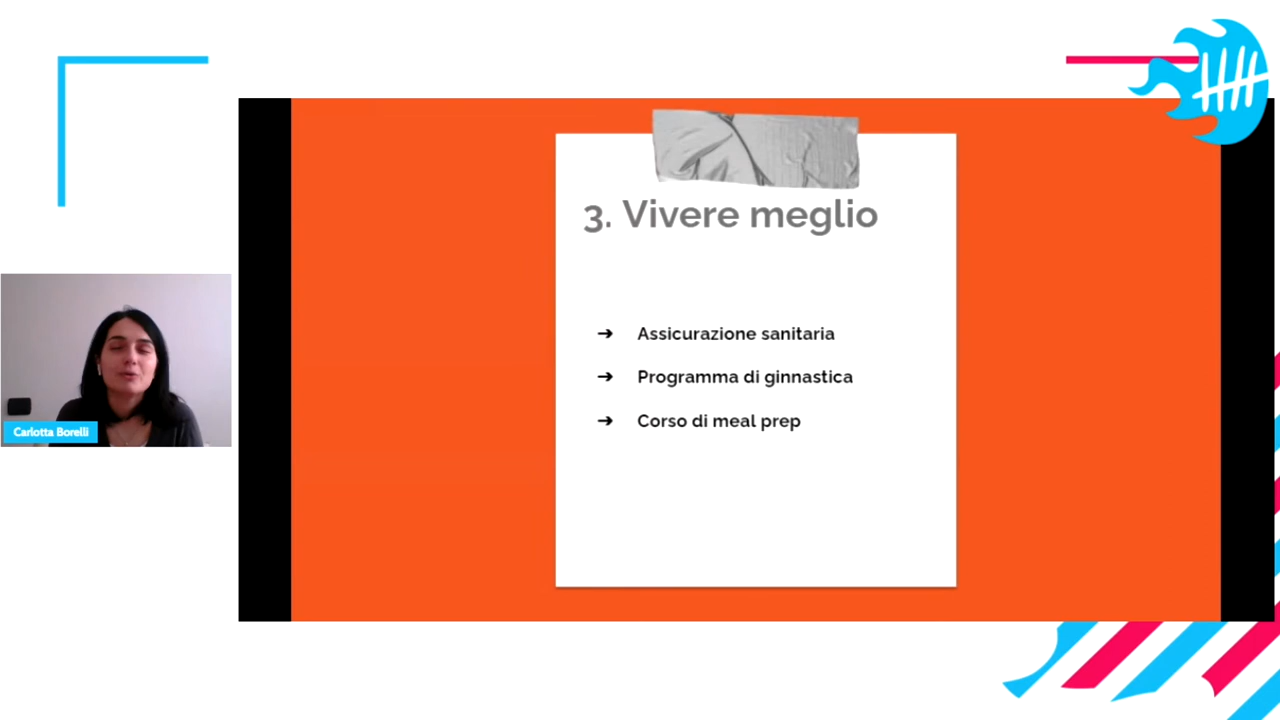 3. Vivere meglio
➔ Assicurazione sanitaria
➔ Programma di ginnastica
➔ Corso di meal prep
Carlotta Borelli